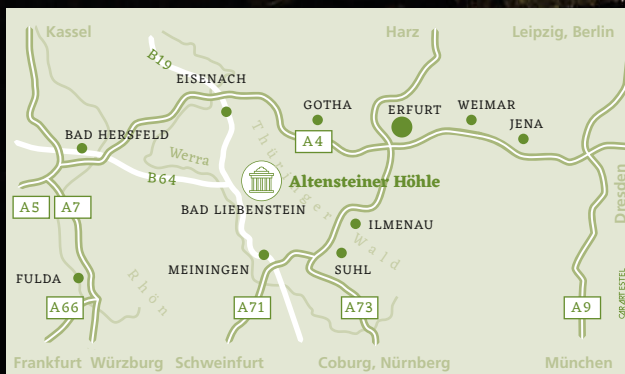 Kassel
Harz
Leipzig, Berlin
B19
EISENACH
GOTHA
ERFURT
WEIMAR
JENA
BAD HERSFELD
A4
Werra
Thüringer Wald
B64
Altensteiner Höhle
Dresden
A5
A7
BAD LIEBENSTEIN
ILMENAU
MEININGEN
SUHL
FULDA
Rhön
A66
A71
A73
A9
Frankfurt
Würzburg
Schweinfurt
Coburg, Nürnberg
München